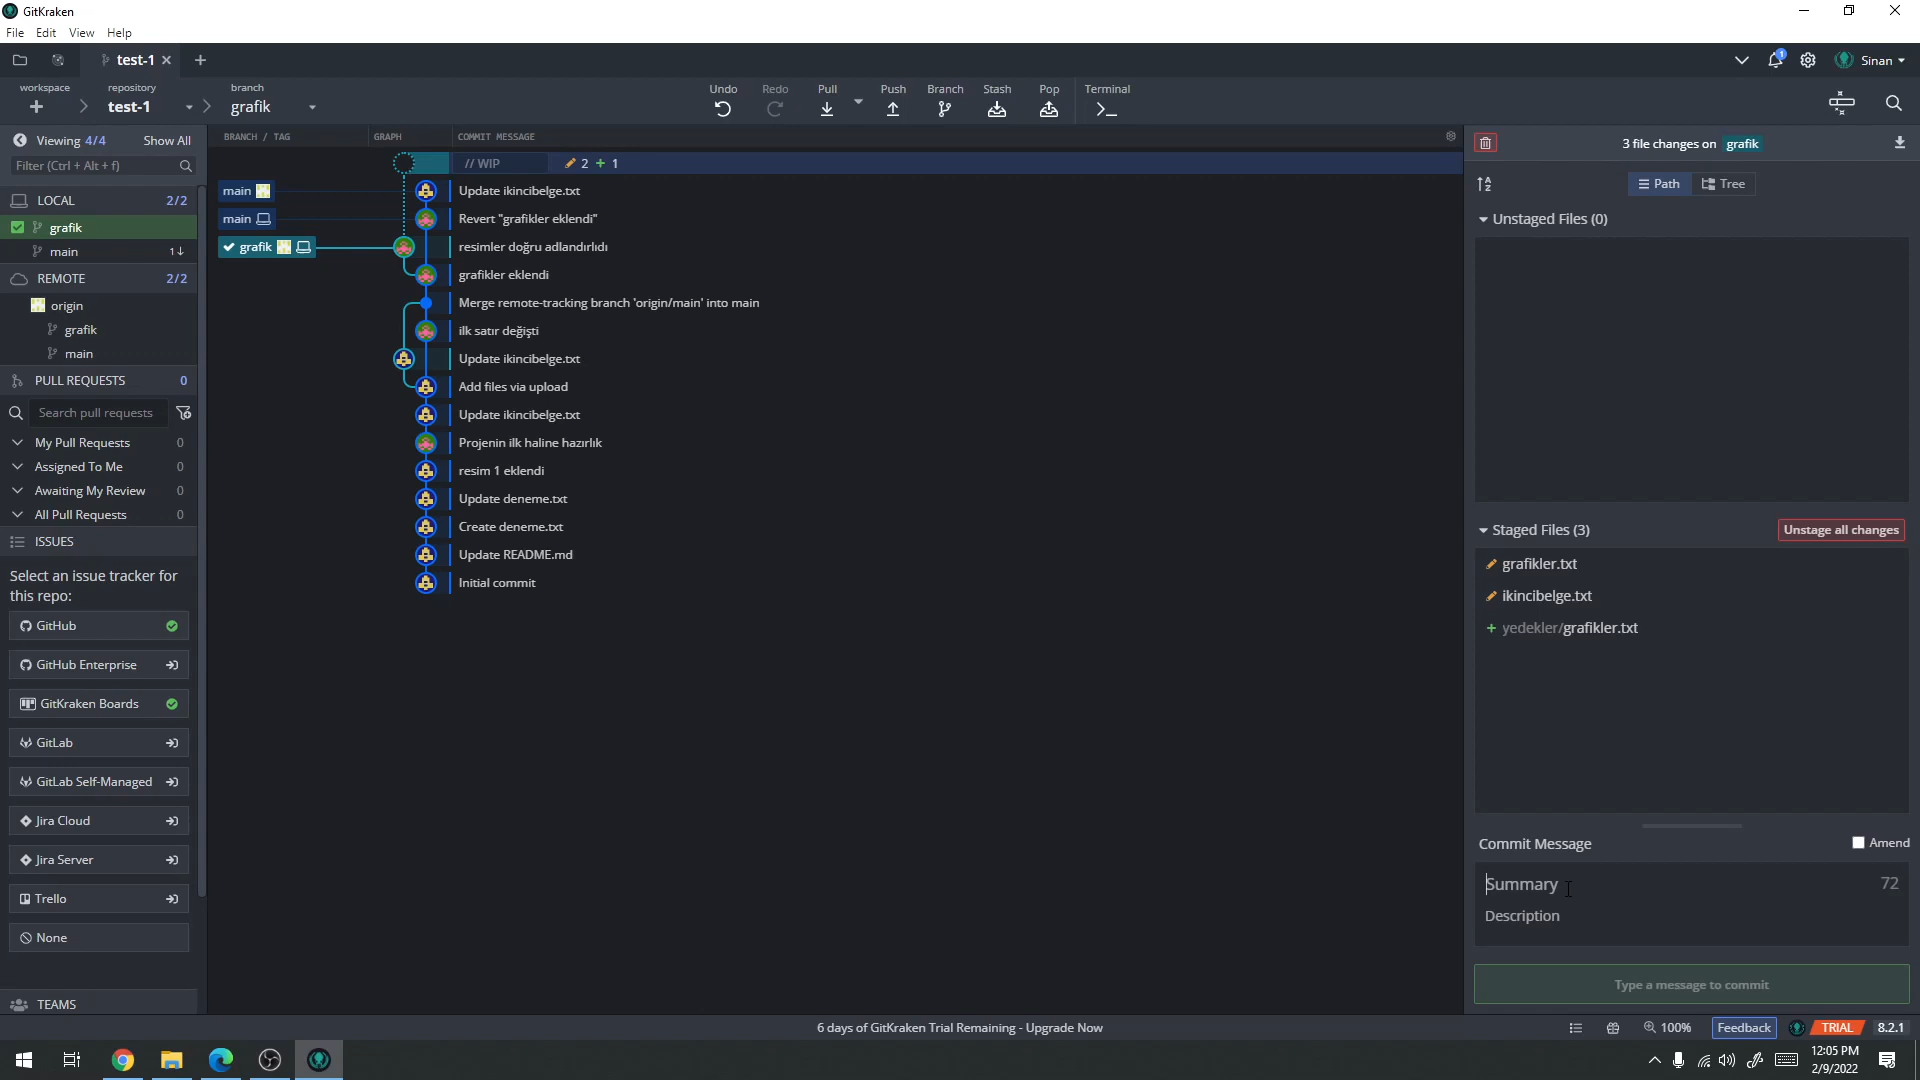 GitKraken
File Edit View Help
test-1
Sinan
workspace
repository
test-1
branch
grafik
Undo
Redo
Pull
Push
Branch
Stash
Pop
Terminal
Viewing 4/4 Show All
Filter (Ctrl + Alt + f)
LOCAL 2/2
grafik
main 1
REMOTE 2/2
origin
grafik
main
PULL REQUESTS 0
Search pull requests
My Pull Requests 0
Assigned To Me 0
Awaiting My Review 0
All Pull Requests 0
ISSUES
Select an issue tracker for
this repo:
GitHub
GitHub Enterprise
GitKraken Boards
GitLab
GitLab Self-Managed
Jira Cloud
Jira Server
Trello
None
TEAMS
BRANCH / TAG GRAPH COMMIT MESSAGE
// WIP 2 + 1
main Update ikincibelge.txt
main Revert "grafikler eklendi"
grafik resimler doğru adlandırlıdı
grafikler eklendi
Merge remote-tracking branch 'origin/main' into main
ilk satır değişti
Update ikincibelge.txt
Add files via upload
Update ikincibelge.txt
Projenin ilk haline hazırlık
resim 1 eklendi
Update deneme.txt
Create deneme.txt
Update README.md
Initial commit
3 file changes on grafik
Path Tree
Unstaged Files (0)
Staged Files (3) Unstage all changes
grafikler.txt
ikincibelge.txt
+ yedekler/grafikler.txt
Commit Message Amend
Summary 72
Description
Type a message to commit
6 days of GitKraken Trial Remaining - Upgrade Now
100% Feedback TRIAL 8.2.1
12:05 PM
2/9/2022